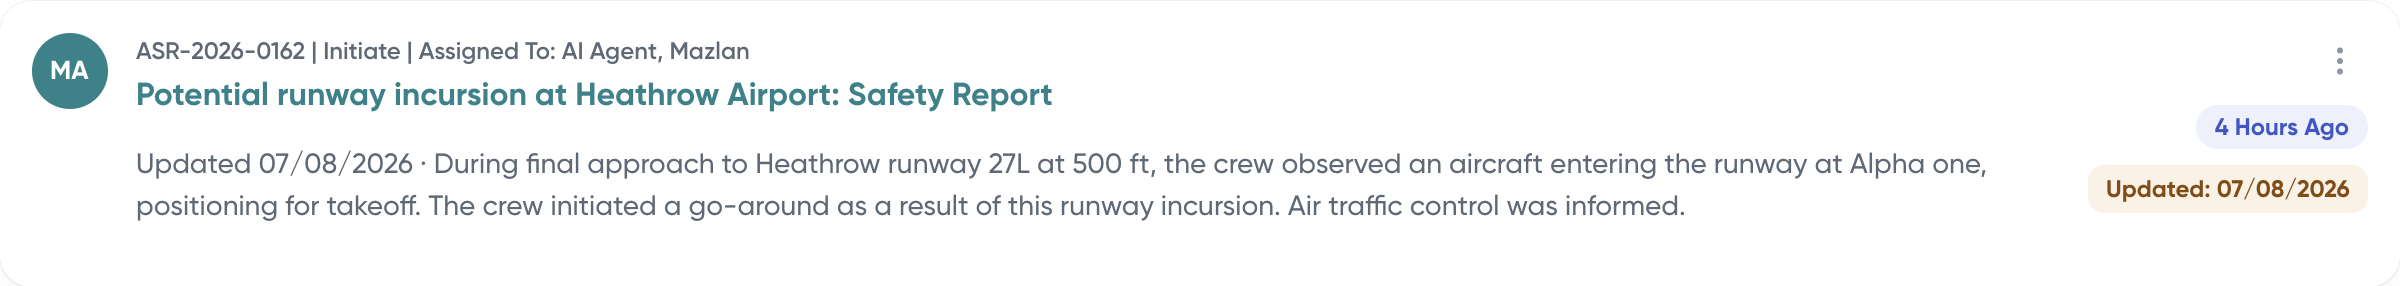 MA
ASR-2026-0162 | Initiate | Assigned To: AI Agent, Mazlan
Potential runway incursion at Heathrow Airport: Safety Report
4 Hours Ago
Updated 07/08/2026 · During final approach to Heathrow runway 27L at 500 ft, the crew observed an aircraft entering the runway at Alpha one,
positioning for takeoff. The crew initiated a go-around as a result of this runway incursion. Air traffic control was informed.
Updated: 07/08/2026